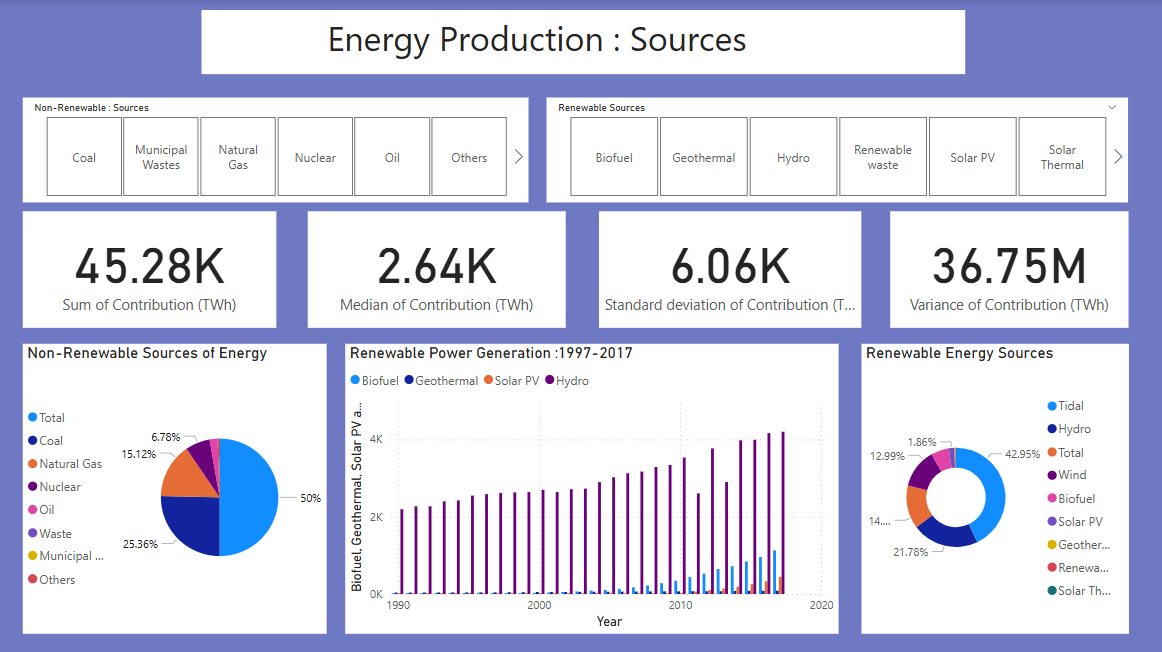 Energy Production : Sources
Non-Renewable : Sources
Coal
Municipal
Wastes
Natural
Gas
Nuclear
Oil
Others
Renewable Sources
Biofuel
Geothermal
Hydro
Renewable
waste
Solar PV
Solar
Thermal
45.28K
Sum of Contribution (TWh)
2.64K
Median of Contribution (TWh)
6.06K
Standard deviation of Contribution (T...
36.75M
Variance of Contribution (TWh)
Non-Renewable Sources of Energy
Total
Coal
Natural Gas
Nuclear
Oil
Waste
Municipal ...
Others
6.78%
15.12%
50%
25.36%
Renewable Power Generation :1997-2017
Biofuel Geothermal Solar PV Hydro
Biofuel, Geothermal, Solar PV a...
4K
2K
0K
1990 2000 2010 2020
Year
Renewable Energy Sources
1.86%
12.99%
42.95%
14....
21.78%
Tidal
Hydro
Total
Wind
Biofuel
Solar PV
Geother...
Renewa...
Solar Th...